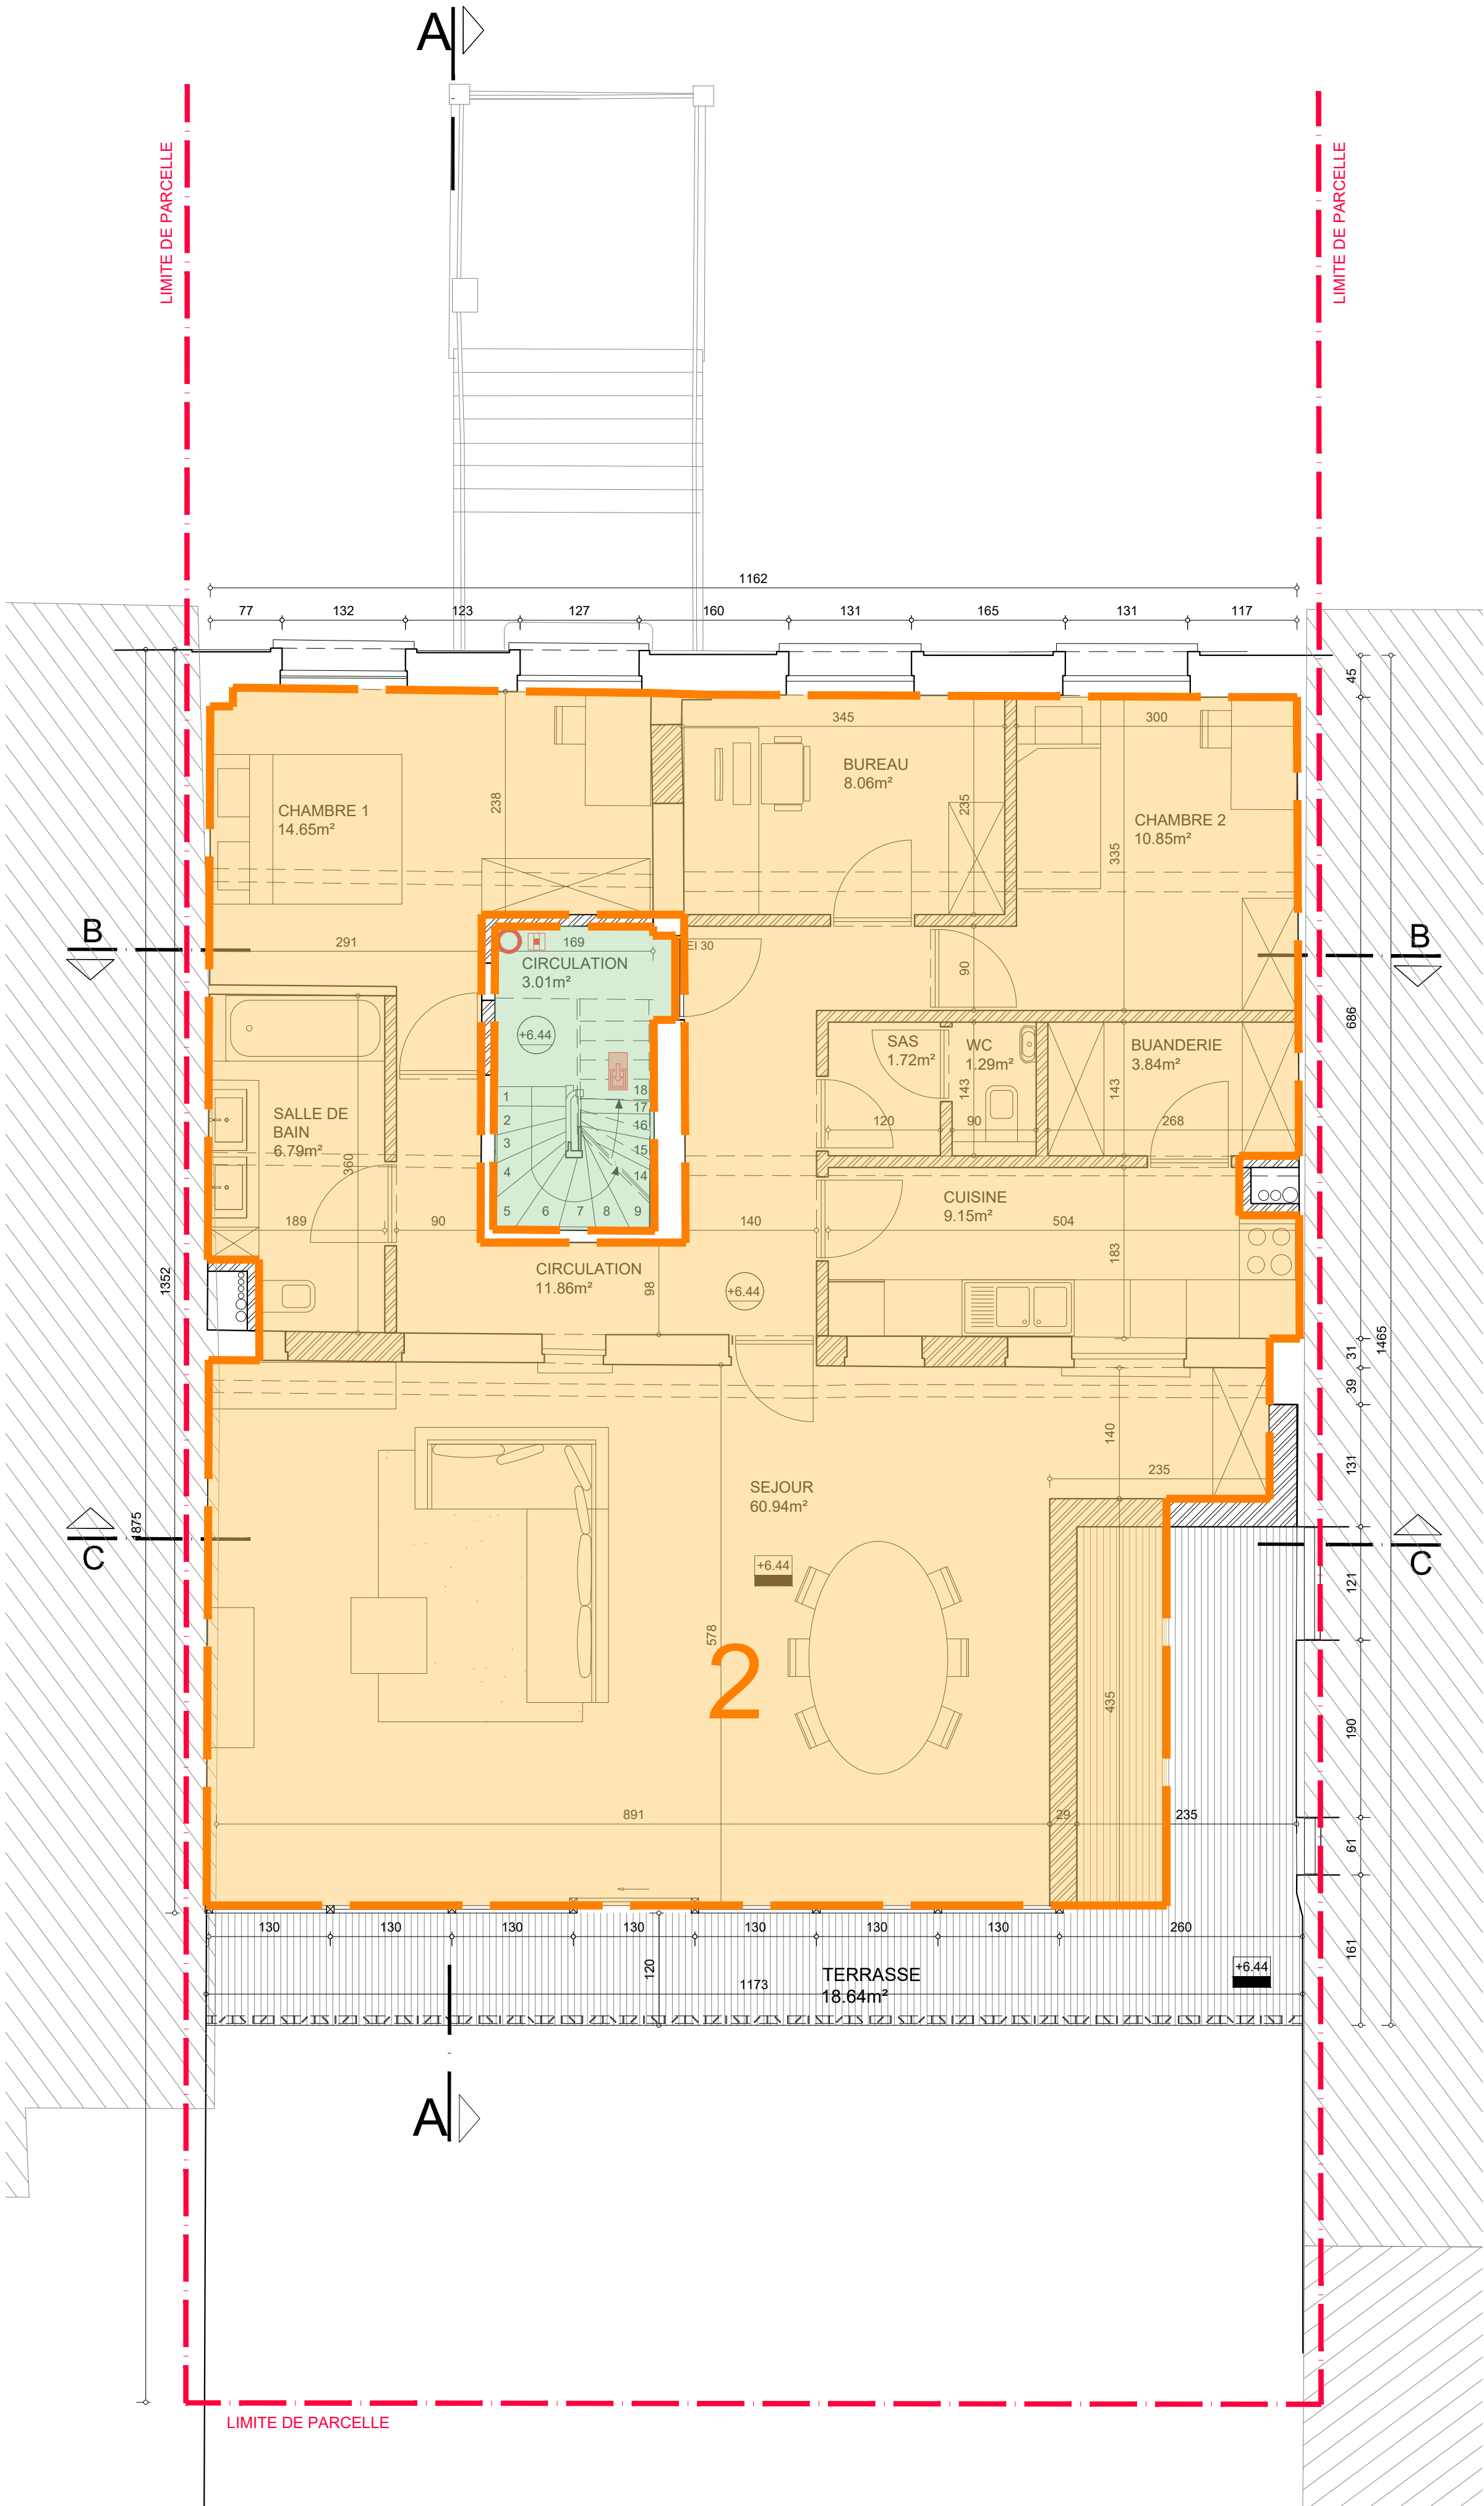 A
LIMITE DE PARCELLE
LIMITE DE PARCELLE
1162
77 132 123 127 160 131 165 131 117
45
345 300
BUREAU
8.06m²
CHAMBRE 1
14.65m²
238
235
CHAMBRE 2
10.85m²
335
B
B
291
169
EI 30
CIRCULATION
3.01m²
90
+6.44
686
SAS
1.72m²
WC
1.29m²
BUANDERIE
3.84m²
143
143
120 90 268
1
2
3
4
5 6 7 8 9
18
17
16
15
14
SALLE DE
BAIN
6.79m²
360
CUISINE
9.15m²
189 90 140 504
183
CIRCULATION
11.86m²
98
+6.44
1352
1465
31
39
140
131
235
SEJOUR
60.94m²
1875
C
C
+6.44
121
578
2
435
190
891 29 235
61
130 130 130 130 130 130 130 260
161
120
TERRASSE
18.64m²
1173
+6.44
A
LIMITE DE PARCELLE